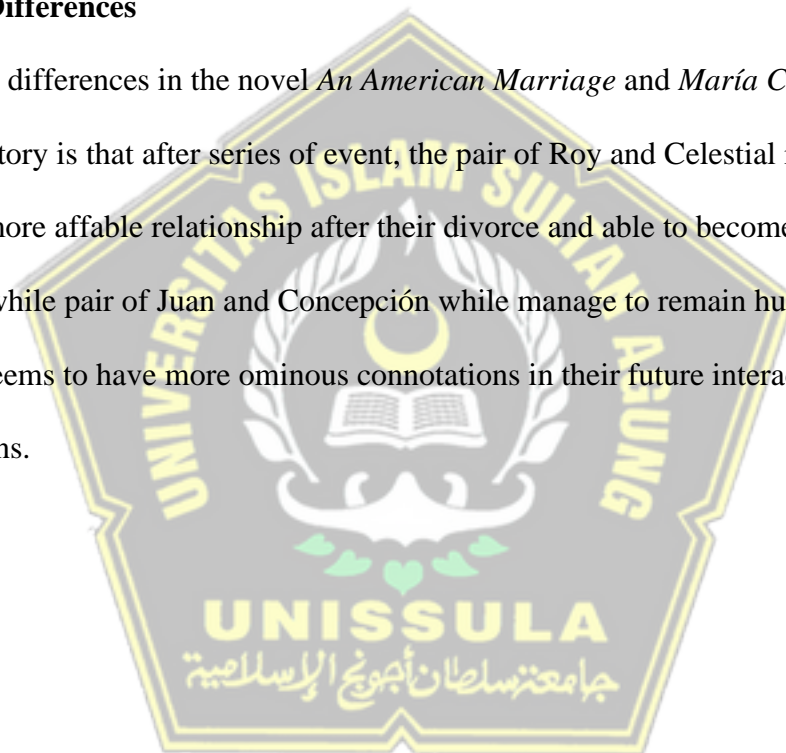 Differences
differences in the novel An American Marriage and María C
tory is that after series of event, the pair of Roy and Celestial
more affable relationship after their divorce and able to become
while pair of Juan and Concepción while manage to remain hu
eems to have more ominous connotations in their future interac
ns.
UNIVERSITAS ISLAM SULTAN AGUNG
UNISSULA
جامعة سلطان أجونج الإسلامية